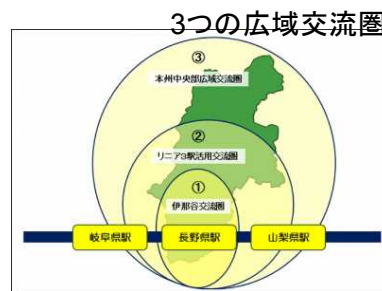 3つの広域交流圏
③
本州中央部広域交流圏
②
リニア3駅活用交流圏
①
伊那谷交流圏
岐阜県駅 長野県駅 山梨県駅